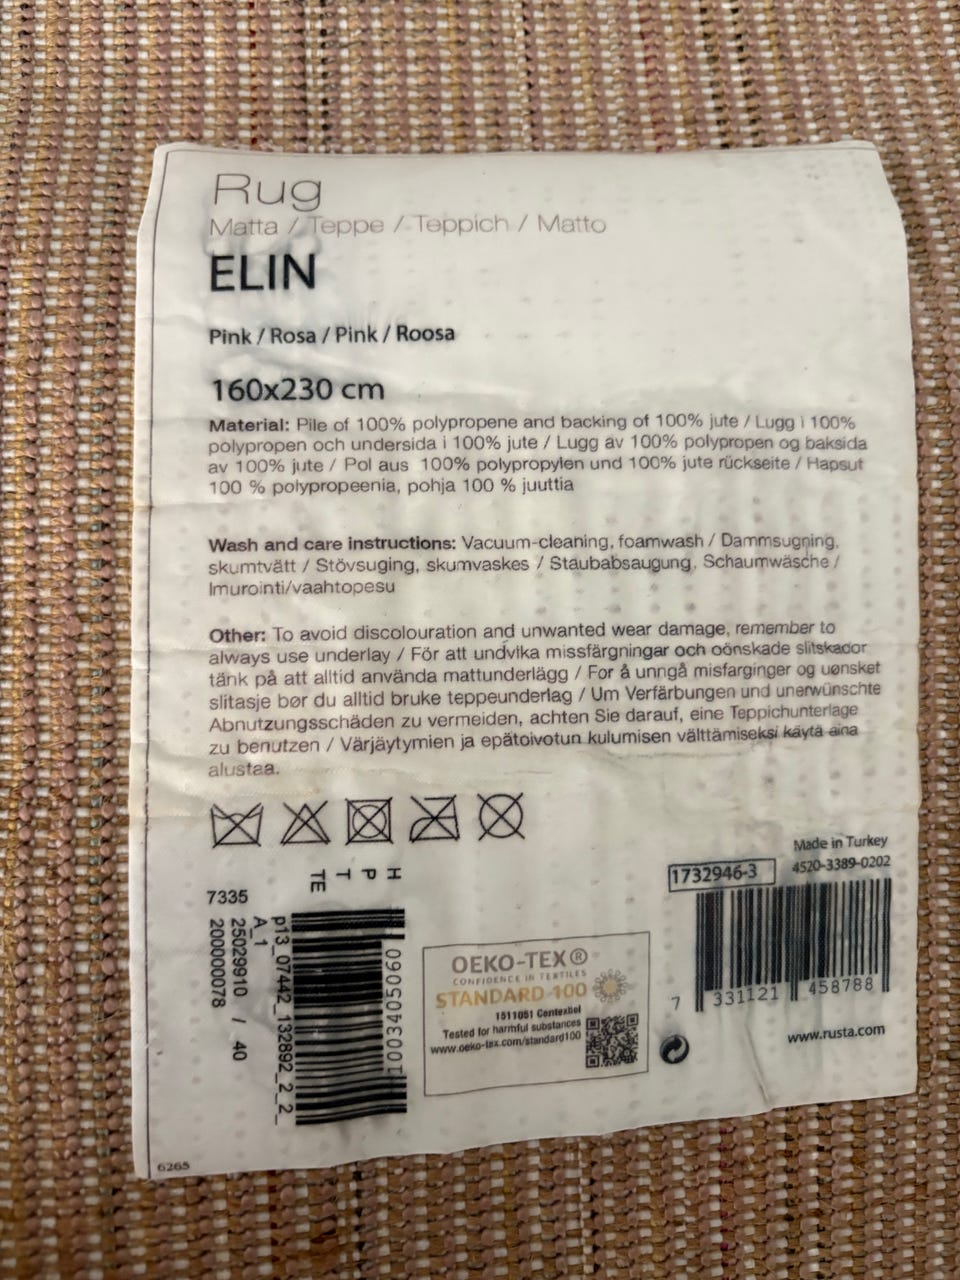 Rug
Matta / Teppe / Teppich / Matto
ELIN
Pink / Rosa / Pink / Roosa
160x230 cm
Material: Pile of 100% polypropene and backing of 100% jute / Lugg i 100%
polypropen och undersida i 100% jute / Lugg av 100% polypropen og baksida
av 100% jute / Pol aus 100% polypropylen und 100% jute rückseite / Hapsut
100 % polypropeenia, pohja 100 % juuttia
Wash and care instructions: Vacuum-cleaning, foamwash / Dammsugning,
skumtvätt / Stövsuging, skumvaskes / Staubabsaugung, Schaumwäsche /
Imurointi/vaahtopesu
Other: To avoid discolouration and unwanted wear damage, remember to
always use underlay / För att undvika missfärgningar och oönskade slitskador
tänk på att alltid använda mattunderlägg / For å unngå misfarginger og uønsket
slitasje bør du alltid bruke teppeunderlag / Um Verfärbungen und unerwünschte
Abnutzungsschäden zu vermeiden, achten Sie darauf, eine Teppichunterlage
zu benutzen / Värjäytymien ja epätoivotun kulumisen välttämiseksi käytä aina
alustaa.
Made in Turkey
1732946-3 4520-3389-0202
7 331121 458788
www.rusta.com
H
P
T
TE
7335
1003405060
p13_07442_132892_2_2_
A_1
25029910 / 40
200000078
OEKO-TEX®
CONFIDENCE IN TEXTILES
STANDARD 100
1511051 Centexbel
Tested for harmful substances
www.oeko-tex.com/standard100
6265